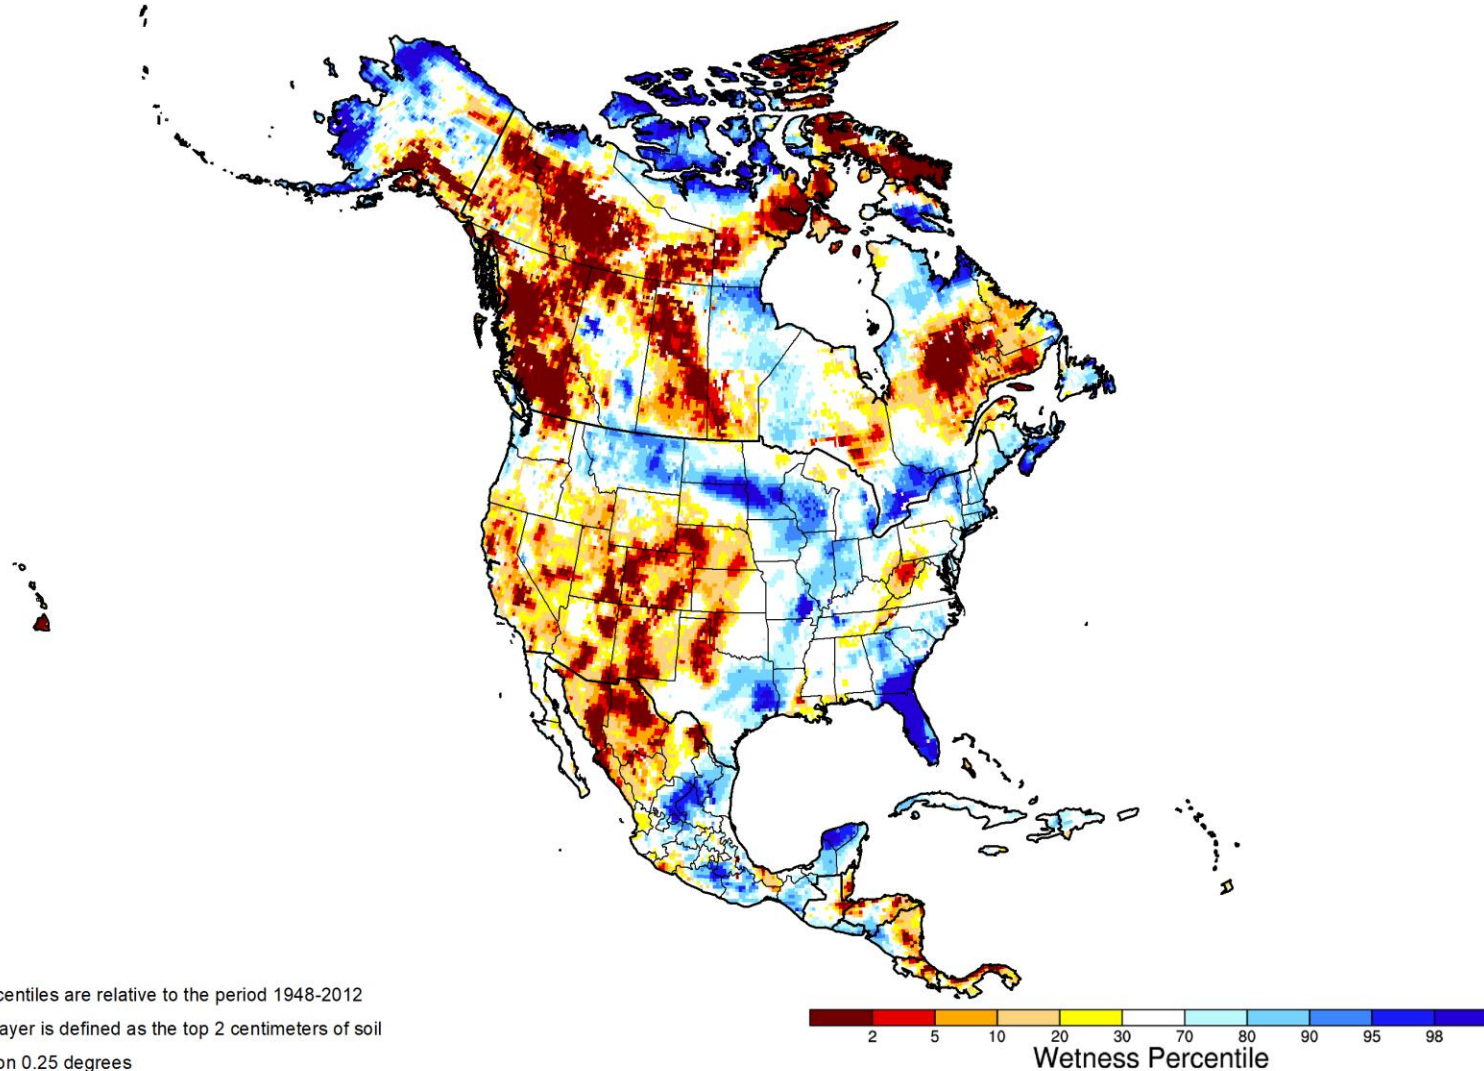 centiles are relative to the period 1948-2012
ayer is defined as the top 2 centimeters of soil
on 0.25 degrees
2 5 10 20 30 70 80 90 95 98
Wetness Percentile